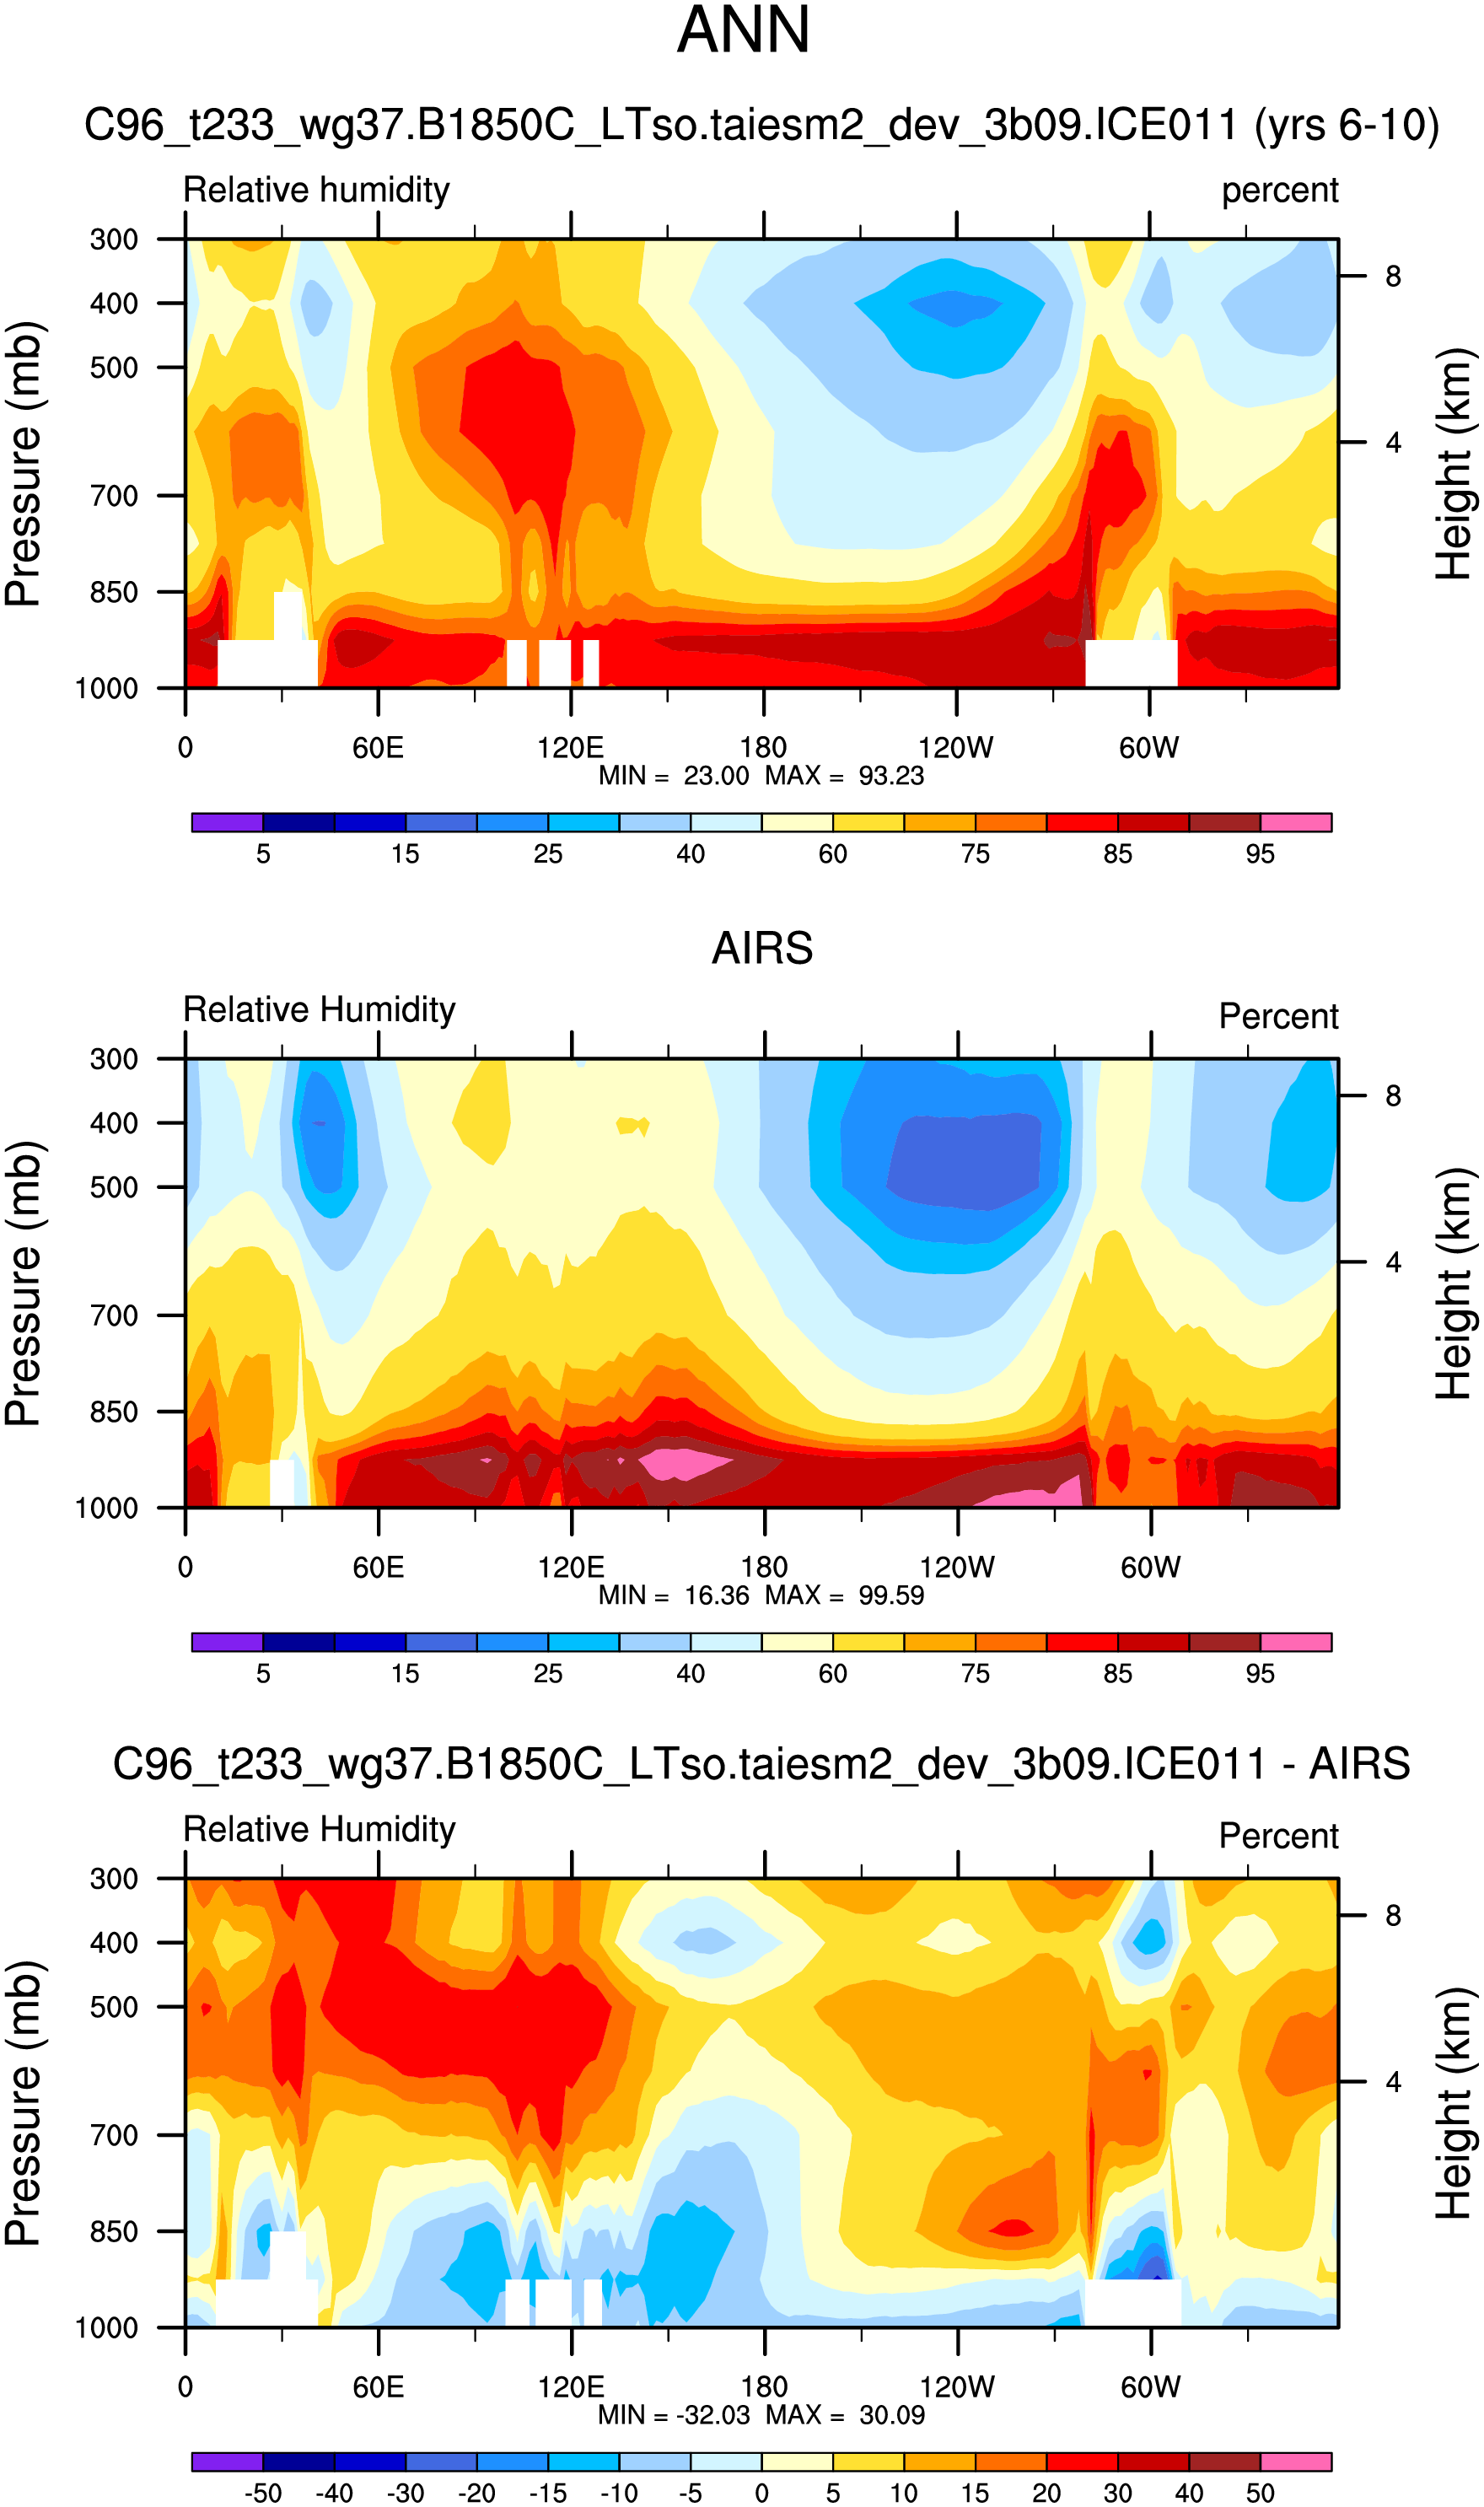 ANN
C96_t233_wg37.B1850C_LTso.taiesm2_dev_3b09.ICE011 (yrs 6-10)
Relative humidity percent
Pressure (mb)
300
400
500
700
850
1000
Height (km)
8
4
0 60E 120E 180 120W 60W
MIN = 23.00 MAX = 93.23
5 15 25 40 60 75 85 95
AIRS
Relative Humidity Percent
Pressure (mb)
300
400
500
700
850
1000
Height (km)
8
4
0 60E 120E 180 120W 60W
MIN = 16.36 MAX = 99.59
5 15 25 40 60 75 85 95
C96_t233_wg37.B1850C_LTso.taiesm2_dev_3b09.ICE011 - AIRS
Relative Humidity Percent
Pressure (mb)
300
400
500
700
850
1000
Height (km)
8
4
0 60E 120E 180 120W 60W
MIN = -32.03 MAX = 30.09
-50 -40 -30 -20 -15 -10 -5 0 5 10 15 20 30 40 50